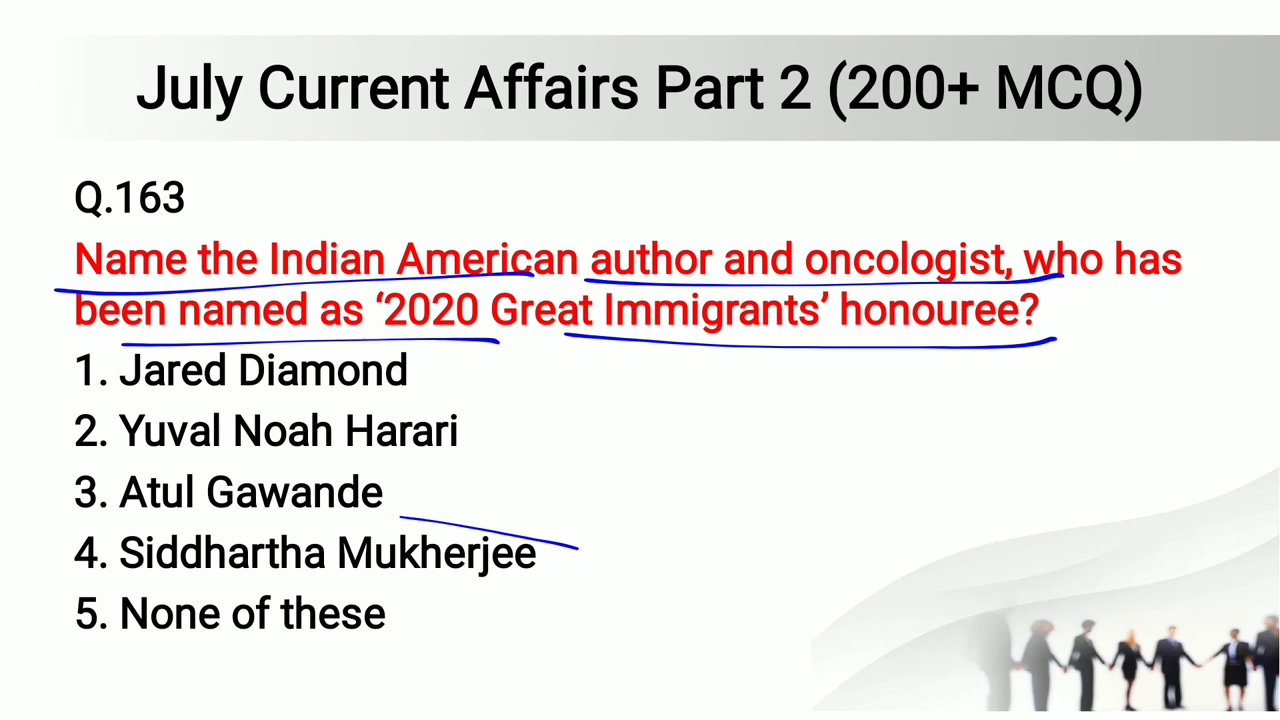 July Current Affairs Part 2 (200+ MCQ)
Q.163
Name the Indian American author and oncologist, who has
been named as ‘2020 Great Immigrants’ honouree?
1. Jared Diamond
2. Yuval Noah Harari
3. Atul Gawande
4. Siddhartha Mukherjee
5. None of these